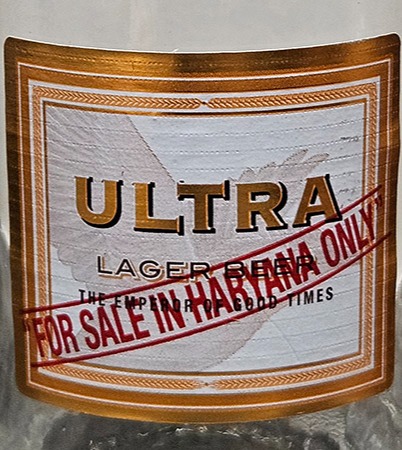 ULTRA
LAGER BEER
THE EMPEROR OF GOOD TIMES
"FOR SALE IN HARYANA ONLY"